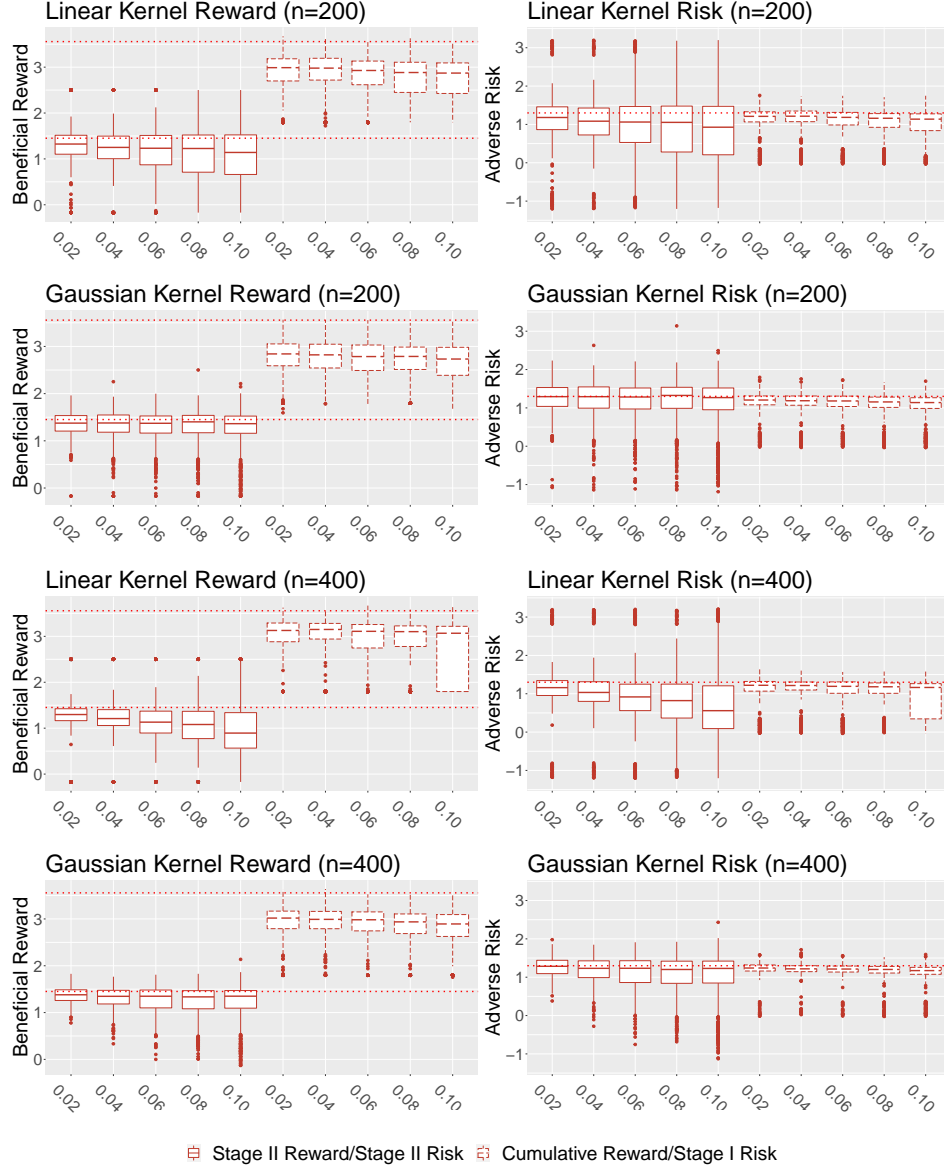 Linear Kernel Reward (n=200)
Beneficial Reward
3
2
1
0
0.02 0.04 0.06 0.08 0.10 0.02 0.04 0.06 0.08 0.10
Linear Kernel Risk (n=200)
Adverse Risk
3
2
1
0
−1
0.02 0.04 0.06 0.08 0.10 0.02 0.04 0.06 0.08 0.10
Gaussian Kernel Reward (n=200)
Beneficial Reward
3
2
1
0
0.02 0.04 0.06 0.08 0.10 0.02 0.04 0.06 0.08 0.10
Gaussian Kernel Risk (n=200)
Adverse Risk
3
2
1
0
−1
0.02 0.04 0.06 0.08 0.10 0.02 0.04 0.06 0.08 0.10
Linear Kernel Reward (n=400)
Beneficial Reward
3
2
1
0
0.02 0.04 0.06 0.08 0.10 0.02 0.04 0.06 0.08 0.10
Linear Kernel Risk (n=400)
Adverse Risk
3
2
1
0
−1
0.02 0.04 0.06 0.08 0.10 0.02 0.04 0.06 0.08 0.10
Gaussian Kernel Reward (n=400)
Beneficial Reward
3
2
1
0
0.02 0.04 0.06 0.08 0.10 0.02 0.04 0.06 0.08 0.10
Gaussian Kernel Risk (n=400)
Adverse Risk
3
2
1
0
−1
0.02 0.04 0.06 0.08 0.10 0.02 0.04 0.06 0.08 0.10
Stage II Reward/Stage II Risk Cumulative Reward/Stage I Risk